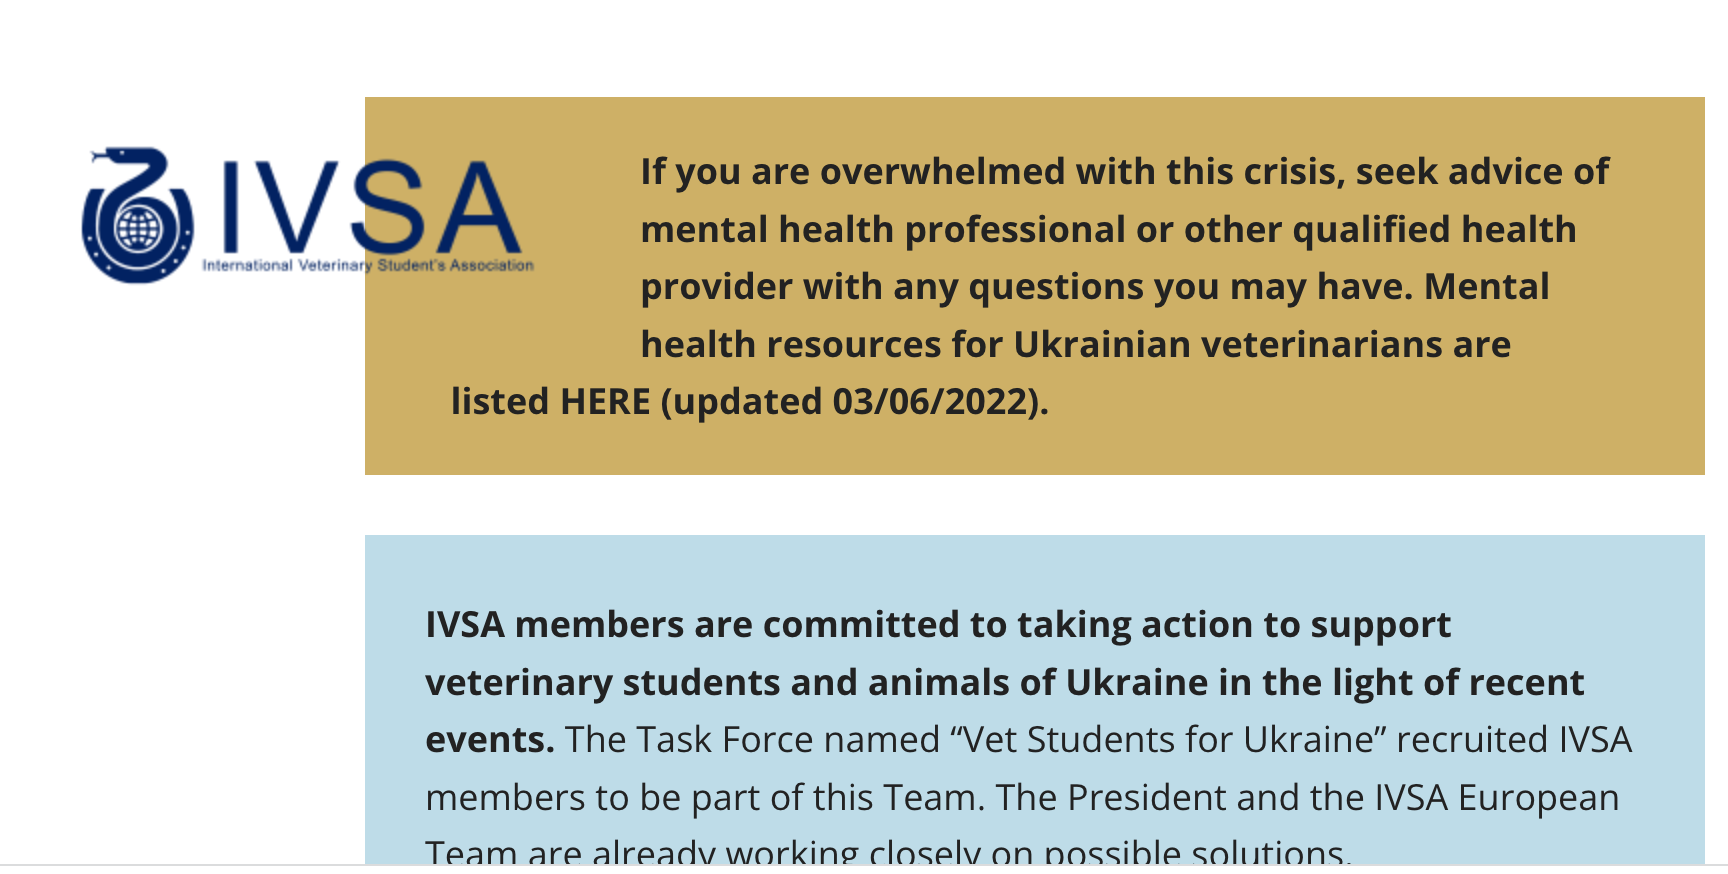 IVSA
International Veterinary Student's Association
If you are overwhelmed with this crisis, seek advice of
mental health professional or other qualified health
provider with any questions you may have. Mental
health resources for Ukrainian veterinarians are
listed HERE (updated 03/06/2022).
IVSA members are committed to taking action to support
veterinary students and animals of Ukraine in the light of recent
events. The Task Force named “Vet Students for Ukraine” recruited IVSA
members to be part of this Team. The President and the IVSA European
Team are already working closely on possible solutions.